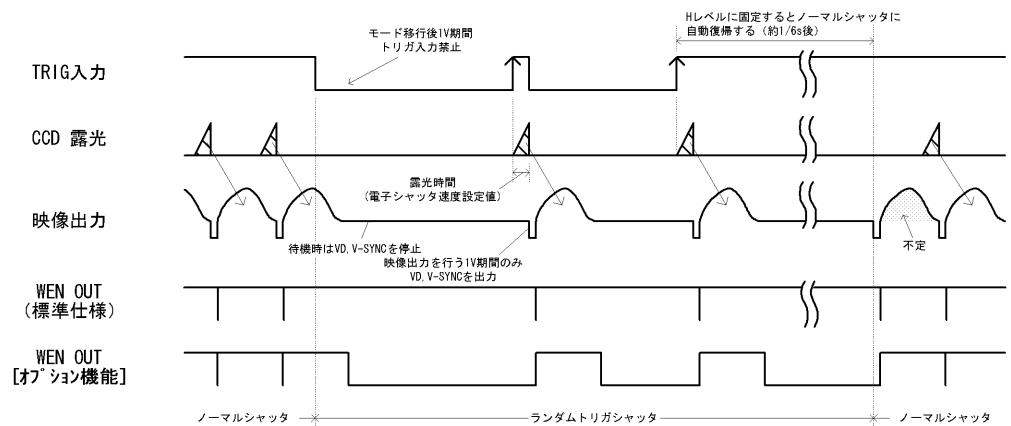 Hレベルに固定するとノーマルシャッタに
自動復帰する（約1/6s後）
モード移行後1V期間
トリガ入力禁止
TRIG入力
CCD 露光
露光時間
（電子シャッタ速度設定値）
映像出力
待機時はVD,V-SYNCを停止
映像出力を行う1V期間のみ
VD,V-SYNCを出力
不定
WEN OUT
（標準仕様）
WEN OUT
[ｵﾌﾟｼｮﾝ機能]
ノーマルシャッタ
ランダムトリガシャッタ
ノーマルシャッタ